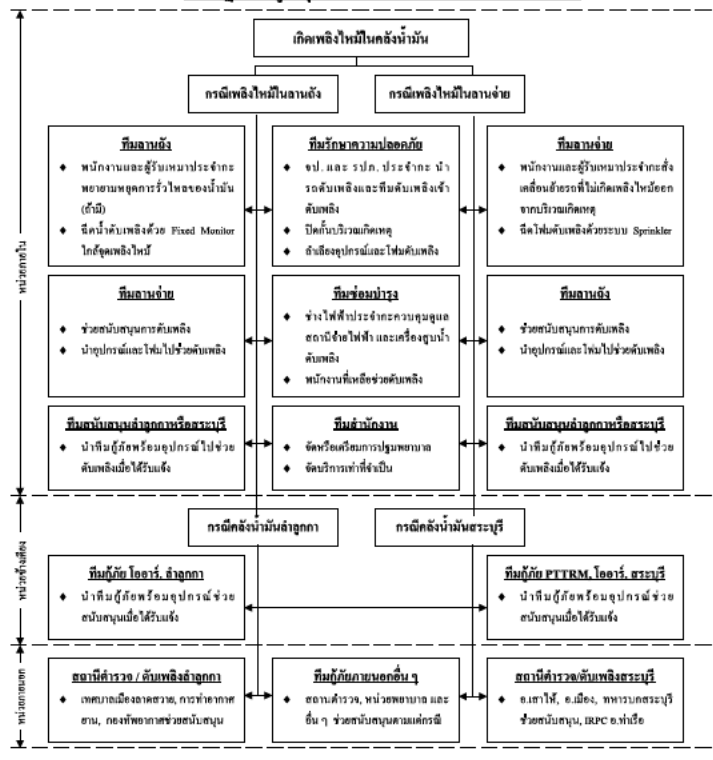 เกิดเพลิงไหม้ในคลังน้ำมัน
กรณีเพลิงไหม้ในลานถัง
กรณีเพลิงไหม้ในลานจ่าย
ทีมลานถัง
♦ พนักงานและผู้รับเหมาประจำกะ
พยายามหยุดการรั่วไหลของน้ำมัน
(ถ้ามี)
♦ ฉีดน้ำดับเพลิงด้วย Fixed Monitor
ใกล้จุดเพลิงไหม้
ทีมรักษาความปลอดภัย
♦ จป. และ รปภ. ประจำกะ นำ
รถดับเพลิงและทีมดับเพลิงเข้า
ดับเพลิง
♦ ปิดกั้นบริเวณเกิดเหตุ
♦ ลำเลียงอุปกรณ์และโฟมดับเพลิง
ทีมลานจ่าย
♦ พนักงานและผู้รับเหมาประจำกะสั่ง
เคลื่อนย้ายรถที่ไม่เกิดเพลิงไหม้ออก
จากบริเวณเกิดเหตุ
♦ ฉีดโฟมดับเพลิงด้วยระบบ Sprinkler
หน่วยภายใน
ทีมลานจ่าย
♦ ช่วยสนับสนุนการดับเพลิง
♦ นำอุปกรณ์และโฟมไปช่วยดับเพลิง
ทีมซ่อมบำรุง
♦ ช่างไฟฟ้าประจำกะควบคุมดูแล
สถานีจ่ายไฟฟ้า และเครื่องสูบน้ำ
ดับเพลิง
♦ พนักงานที่เหลือช่วยดับเพลิง
ทีมลานถัง
♦ ช่วยสนับสนุนการดับเพลิง
♦ นำอุปกรณ์และโฟมไปช่วยดับเพลิง
ทีมสนับสนุนลำลูกกาหรือสระบุรี
♦ นำทีมกู้ภัยพร้อมอุปกรณ์ไปช่วย
ดับเพลิงเมื่อได้รับแจ้ง
ทีมสำนักงาน
♦ จัดหรือเตรียมการปฐมพยาบาล
♦ จัดบริการเท่าที่จำเป็น
ทีมสนับสนุนลำลูกกาหรือสระบุรี
♦ นำทีมกู้ภัยพร้อมอุปกรณ์ไปช่วย
ดับเพลิงเมื่อได้รับแจ้ง
กรณีคลังน้ำมันลำลูกกา
กรณีคลังน้ำมันสระบุรี
หน่วยข้างเคียง
ทีมกู้ภัย โออาร์. ลำลูกกา
♦ นำทีมกู้ภัยพร้อมอุปกรณ์ช่วย
สนับสนุนเมื่อได้รับแจ้ง
ทีมกู้ภัย PTTRM, โออาร์. สระบุรี
♦ นำทีมกู้ภัยพร้อมอุปกรณ์ช่วย
สนับสนุนเมื่อได้รับแจ้ง
หน่วยภายนอก
สถานีตำรวจ / ดับเพลิงลำลูกกา
♦ เทศบาลเมืองลาดสวาย, การท่าอากาศ
ยาน, กองทัพอากาศช่วยสนับสนุน
ทีมกู้ภัยภายนอกอื่น ๆ
♦ สถานตำรวจ, หน่วยพยาบาล และ
อื่น ๆ ช่วยสนับสนุนตามแต่กรณี
สถานีตำรวจ/ดับเพลิงสระบุรี
♦ อ.เสาไห้, อ.เมือง, ทหารบกสระบุรี
ช่วยสนับสนุน, IRPC อ.ท่าเรือ